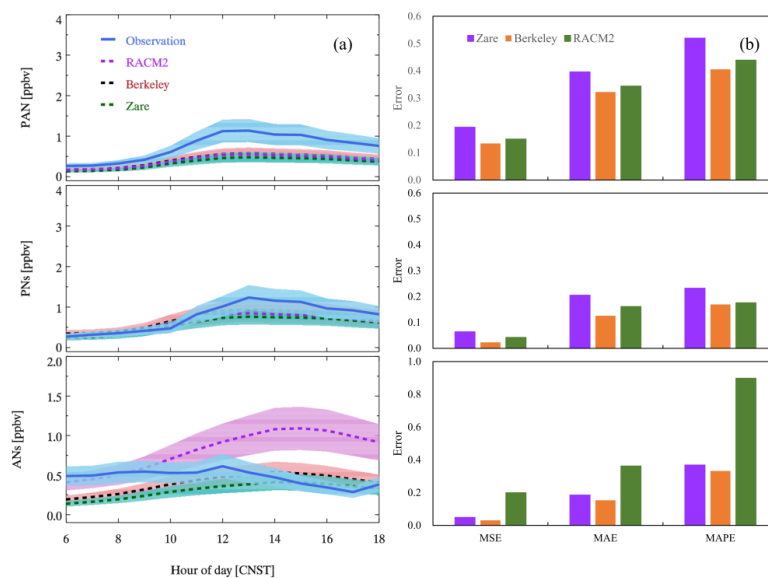 4
3
2
1
0
PAN [ppbv]
Observation
RACM2
Berkeley
Zare
(a)
4
3
2
1
0
PNs [ppbv]
2.0
1.5
1.0
0.5
0.0
ANs [ppbv]
6 8 10 12 14 16 18
Hour of day [CNST]
0.6
0.5
0.4
0.3
0.2
0.1
0.0
Error
Zare Berkeley RACM2
(b)
0.6
0.5
0.4
0.3
0.2
0.1
0.0
Error
1.0
0.8
0.6
0.4
0.2
0.0
Error
MSE MAE MAPE